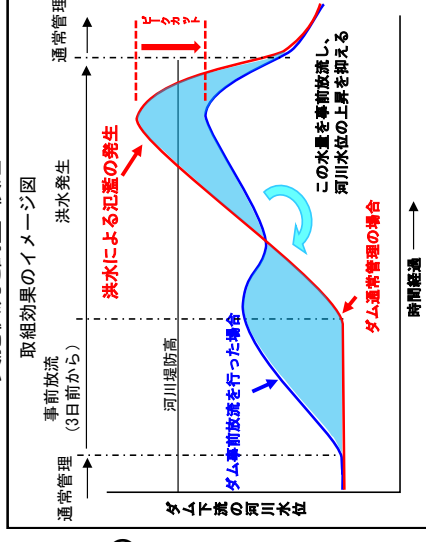 取組効果のイメージ図
通常管理
事前放流
（3日前から）
洪水発生
通常管理
ピークカット
洪水による氾濫の発生
河川堤防高
ダム事前放流を行った場合
この水量を事前放流し、
河川水位の上昇を抑える
ダム通常管理の場合
ダム下流の河川水位
時間経過